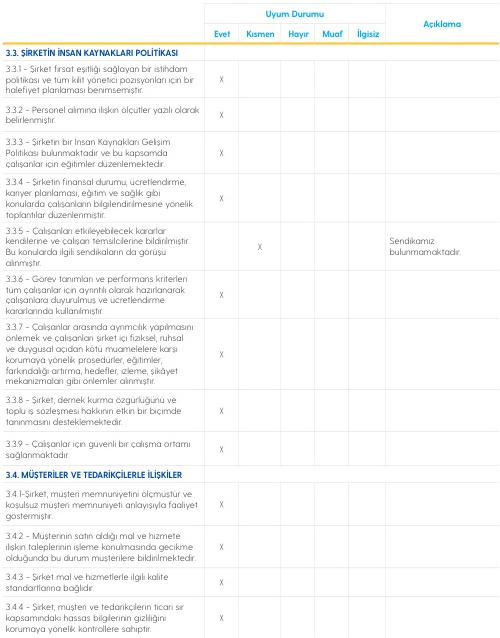 Uyum Durumu
Açıklama
Evet Kısmen Hayır Muaf İlgisiz
3.3. ŞİRKETİN İNSAN KAYNAKLARI POLİTİKASI
3.3.1 - Şirket fırsat eşitliği sağlayan bir istihdam
politikası ve tüm kilit yönetici pozisyonları için bir
halefiyet planlaması benimsemiştir.
X
3.3.2 - Personel alımına ilişkin ölçütler yazılı olarak
belirlenmiştir.
X
3.3.3 - Şirketin bir İnsan Kaynakları Gelişim
Politikası bulunmaktadır ve bu kapsamda
çalışanlar için eğitimler düzenlemektedir.
X
3.3.4 - Şirketin finansal durumu, ücretlendirme,
kariyer planlaması, eğitim ve sağlık gibi
konularda çalışanların bilgilendirilmesine yönelik
toplantılar düzenlenmiştir.
X
3.3.5 - Çalışanları etkileyebilecek kararlar
kendilerine ve çalışan temsilcilerine bildirilmiştir.
Bu konularda ilgili sendikaların da görüşü
alınmıştır.
X
Sendikamız
bulunmamaktadır.
3.3.6 - Görev tanımları ve performans kriterleri
tüm çalışanlar için ayrıntılı olarak hazırlanarak
çalışanlara duyurulmuş ve ücretlendirme
kararlarında kullanılmıştır.
X
3.3.7 - Çalışanlar arasında ayrımcılık yapılmasını
önlemek ve çalışanları şirket içi fiziksel, ruhsal
ve duygusal açıdan kötü muamelelere karşı
korumaya yönelik prosedürler, eğitimler,
farkındalığı artırma, hedefler, izleme, şikâyet
mekanizmaları gibi önlemler alınmıştır.
X
3.3.8 - Şirket, dernek kurma özgürlüğünü ve
toplu iş sözleşmesi hakkının etkin bir biçimde
tanınmasını desteklemektedir.
X
3.3.9 - Çalışanlar için güvenli bir çalışma ortamı
sağlanmaktadır.
X
3.4. MÜŞTERİLER VE TEDARİKÇİLERLE İLİŞKİLER
3.4.1-Şirket, müşteri memnuniyetini ölçmüştür ve
koşulsuz müşteri memnuniyeti anlayışıyla faaliyet
göstermiştir.
X
3.4.2 - Müşterinin satın aldığı mal ve hizmete
ilişkin taleplerinin işleme konulmasında gecikme
olduğunda bu durum müşterilere bildirilmektedir.
X
3.4.3 - Şirket mal ve hizmetlerle ilgili kalite
standartlarına bağlıdır.
X
3.4.4 - Şirket, müşteri ve tedarikçilerin ticari sır
kapsamındaki hassas bilgilerinin gizliliğini
korumaya yönelik kontrollere sahiptir.
X